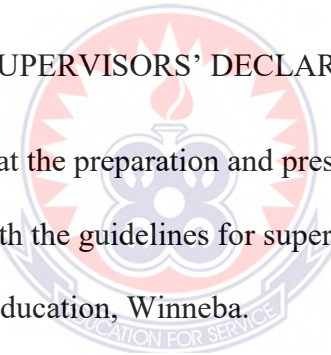 UPERVISORS' DECLAR
at the preparation and pres
th the guidelines for super
ducation, Winneba.
EDUCATION FOR SERVICE